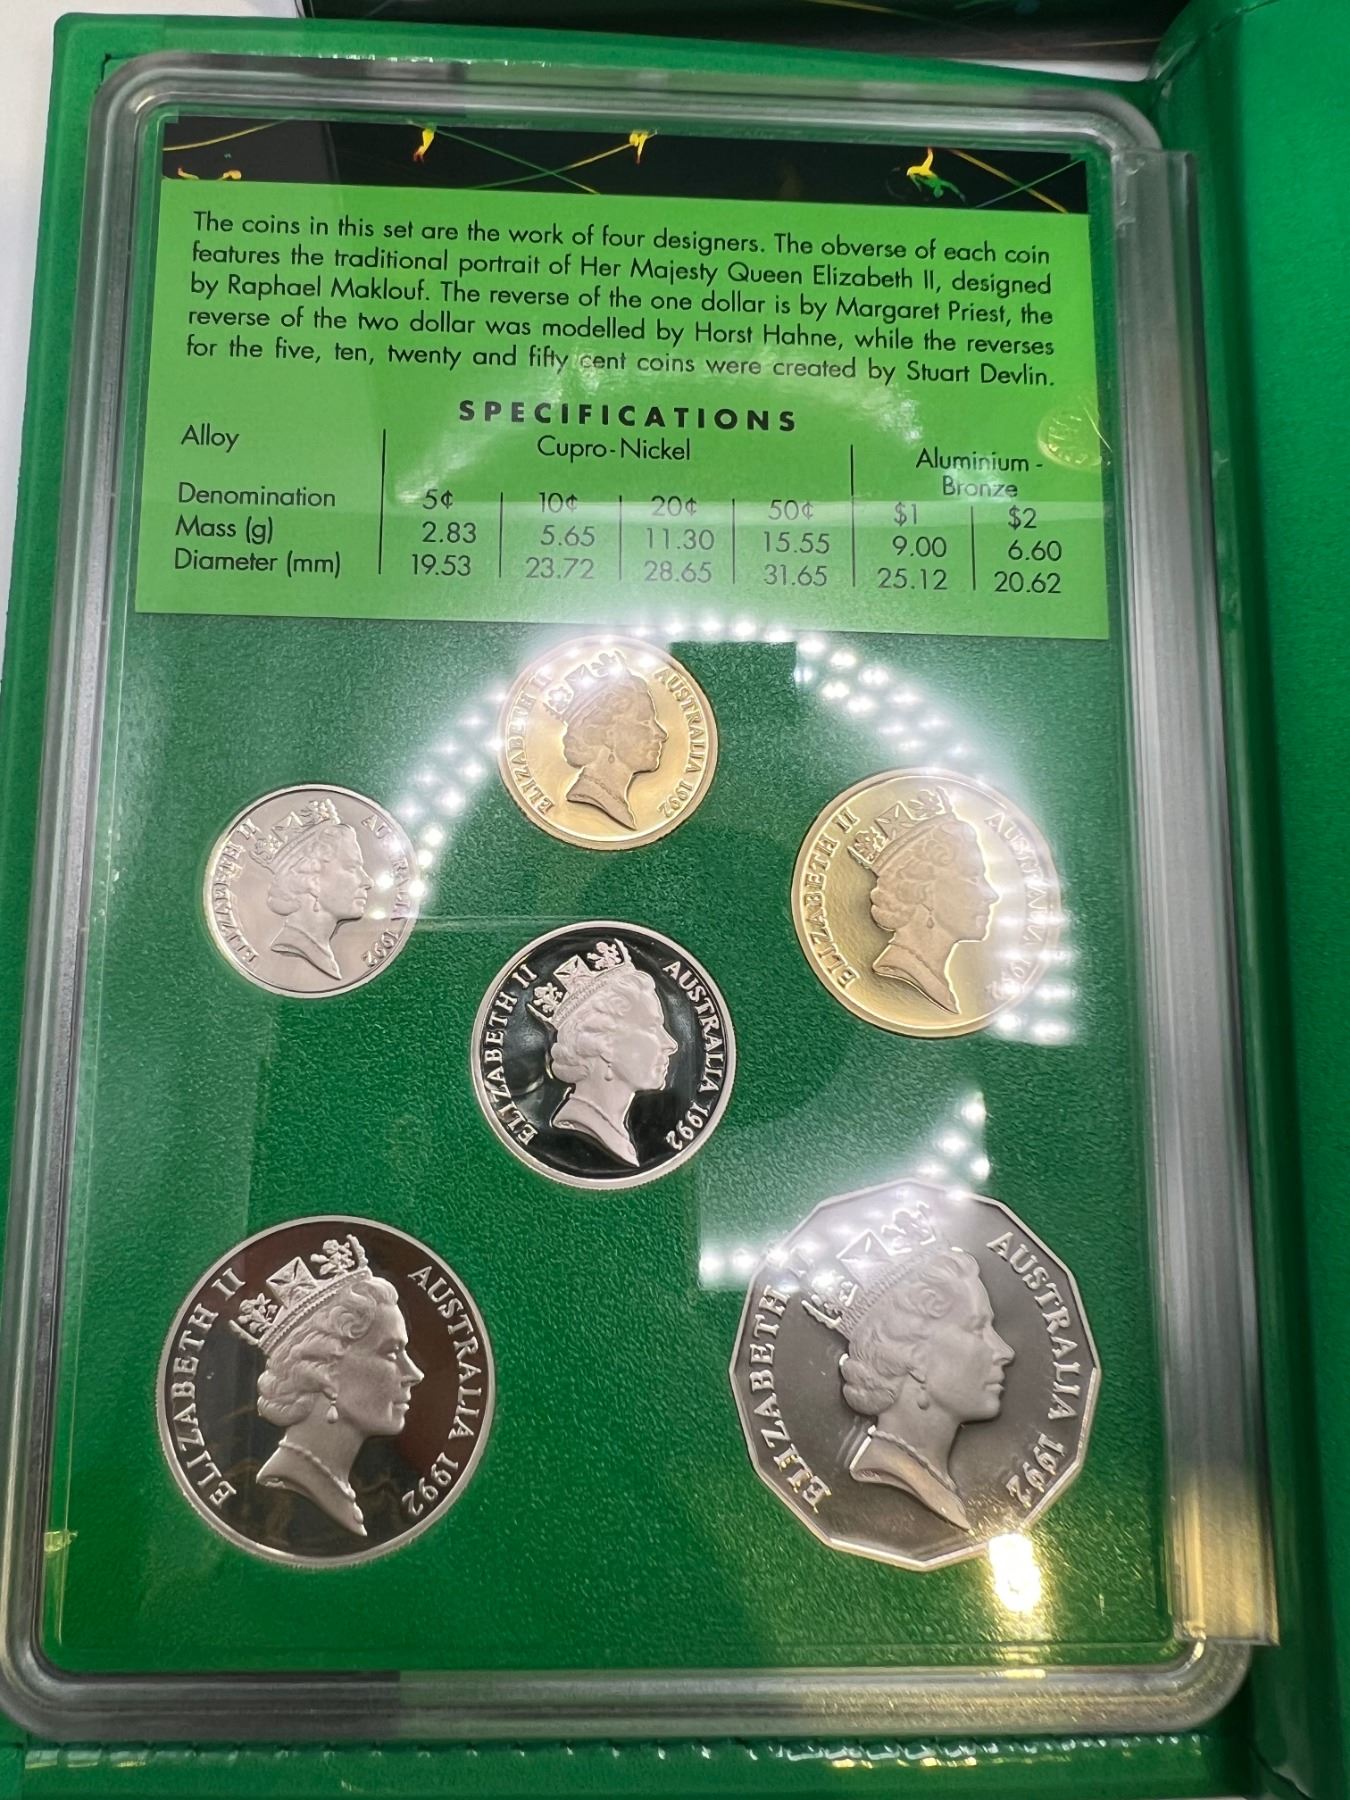 The coins in this set are the work of four designers. The obverse of each coin
features the traditional portrait of Her Majesty Queen Elizabeth II, designed
by Raphael Maklouf. The reverse of the one dollar is by Margaret Priest, the
reverse of the two dollar was modelled by Horst Hahne, while the reverses
for the five, ten, twenty and fifty cent coins were created by Stuart Devlin.
SPECIFICATIONS
Alloy Cupro-Nickel Aluminium -
Bronze
Denomination 5¢ 10¢ 20¢ 50¢ $1 $2
Mass (g) 2.83 5.65 11.30 15.55 9.00 6.60
Diameter (mm) 19.53 23.72 28.65 31.65 25.12 20.62
ELIZABETH II AUSTRALIA 1992
ELIZABETH II AUSTRALIA 1992
ELIZABETH II AUSTRALIA
ELIZABETH II AUSTRALIA 1992
ELIZABETH II AUSTRALIA 1992
ELIZABETH II AUSTRALIA 1992